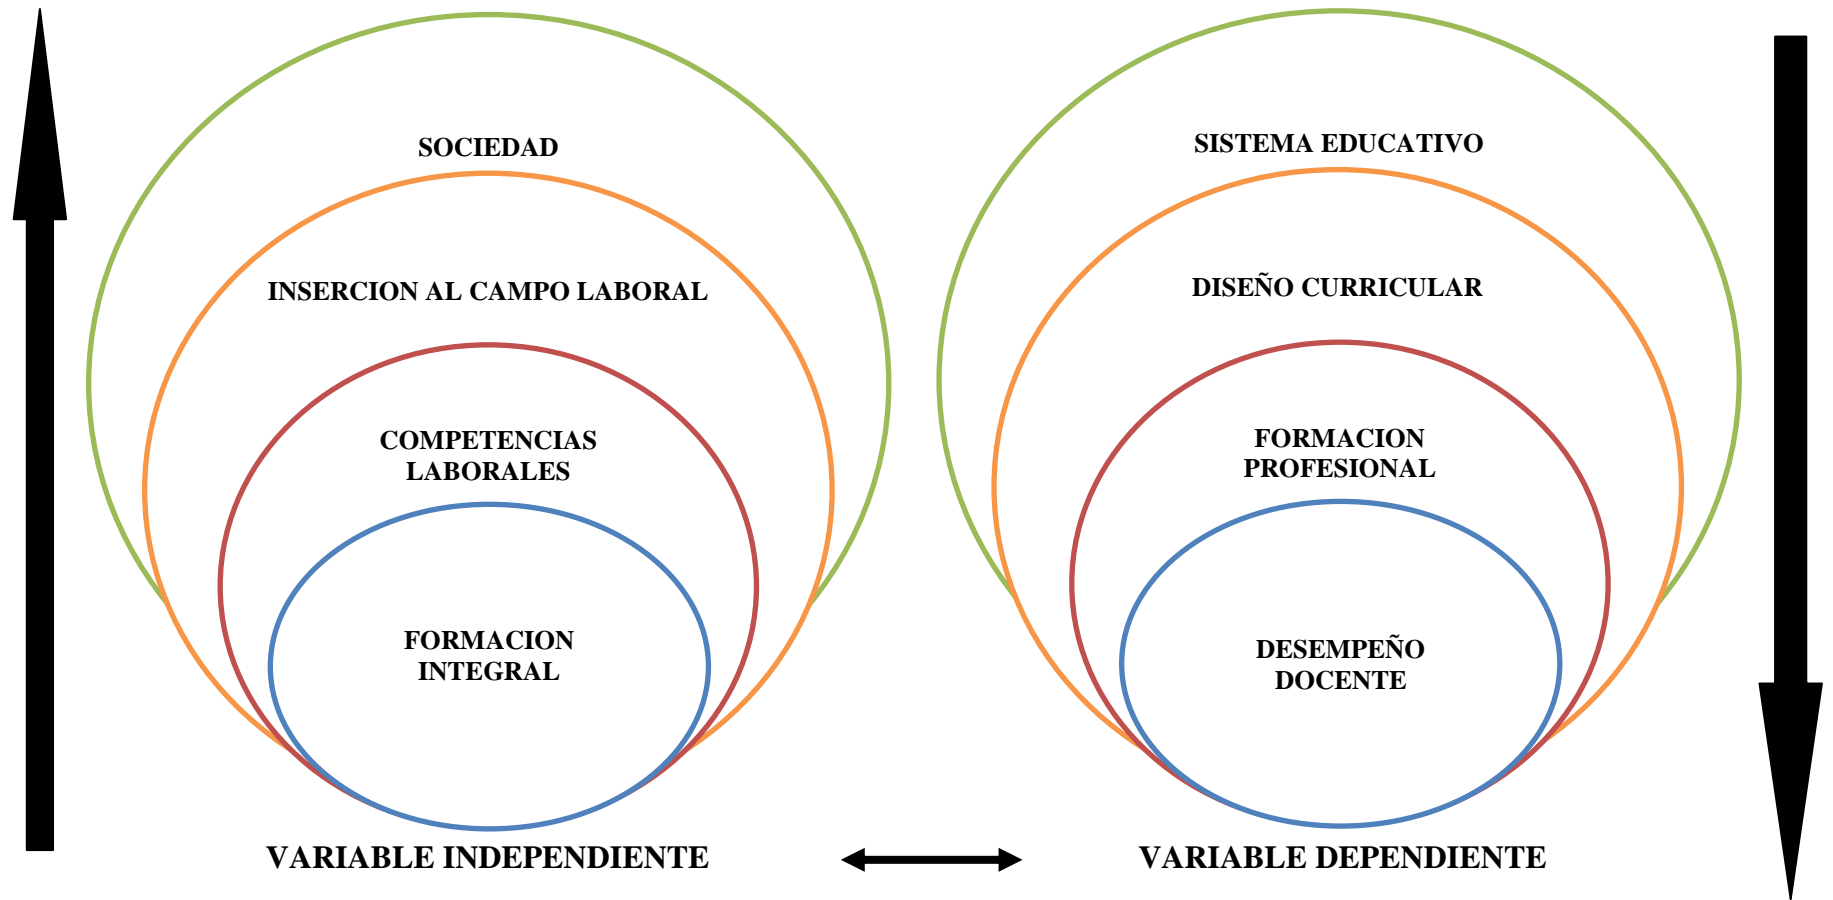 SOCIEDAD
INSERCION AL CAMPO LABORAL
COMPETENCIAS
LABORALES
FORMACION
INTEGRAL
VARIABLE INDEPENDIENTE
SISTEMA EDUCATIVO
DISEÑO CURRICULAR
FORMACION
PROFESIONAL
DESEMPEÑO
DOCENTE
VARIABLE DEPENDIENTE